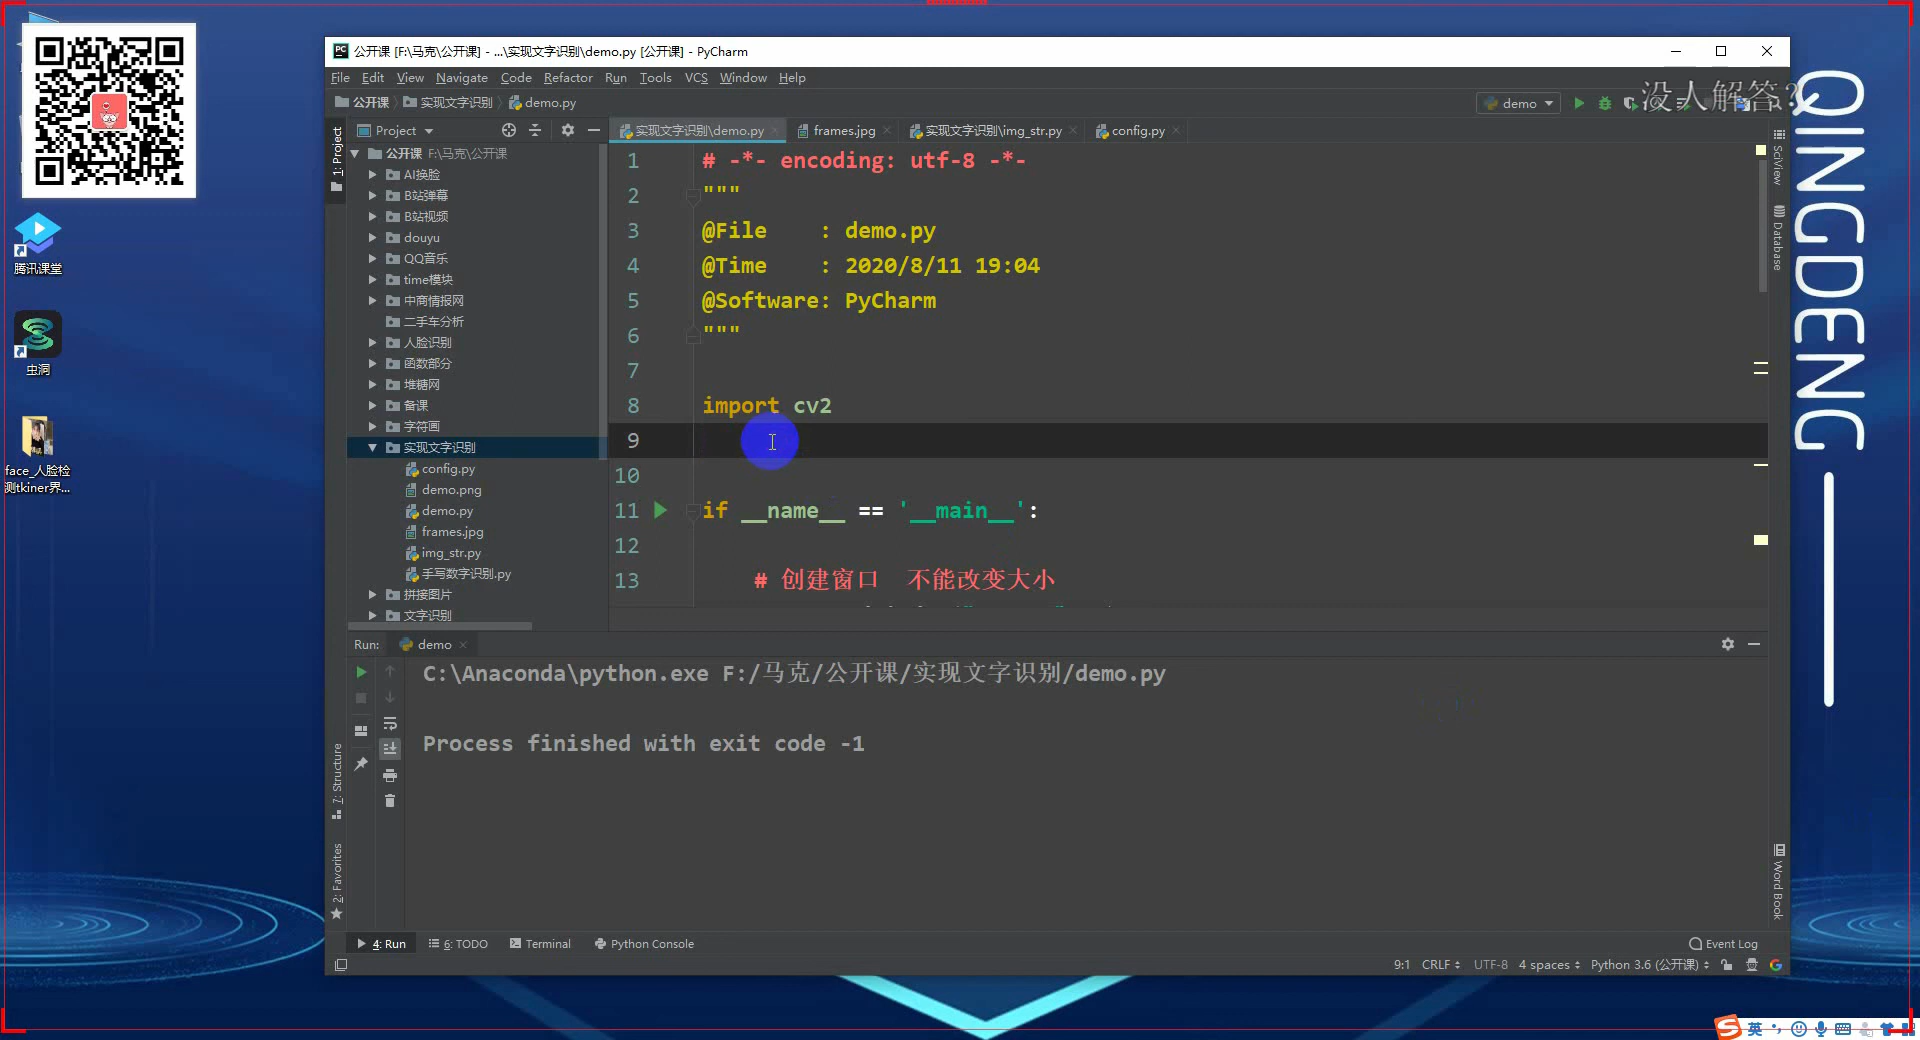 公开课 [F:\马克\公开课] - ...\实现文字识别\demo.py [公开课] - PyCharm
File Edit View Navigate Code Refactor Run Tools VCS Window Help
公开课 实现文字识别 demo.py
demo
没人解答?
1: Project
Project
实现文字识别\demo.py
frames.jpg
实现文字识别\img_str.py
config.py
公开课 F:\马克\公开课
AI换脸
B站弹幕
B站视频
douyu
QQ音乐
time模块
中商情报网
二手车分析
人脸识别
函数部分
堆糖网
备课
字符画
实现文字识别
config.py
demo.png
demo.py
frames.jpg
img_str.py
手写数字识别.py
拼接图片
文字识别
1 # -*- encoding: utf-8 -*-
2 """
3 @File    : demo.py
4 @Time    : 2020/8/11 19:04
5 @Software: PyCharm
6 """
7
8 import cv2
9
10
11 if __name__ == '__main__':
12
13 # 创建窗口 不能改变大小
SciView
Database
Word Book
QINGDENG
腾讯课堂
虫洞
face_人脸检
测tkiner界...
Run: demo
C:\Anaconda\python.exe F:/马克/公开课/实现文字识别/demo.py
Process finished with exit code -1
7: Structure
2: Favorites
4: Run 6: TODO Terminal Python Console
Event Log
9:1 CRLF UTF-8 4 spaces Python 3.6 (公开课)
英